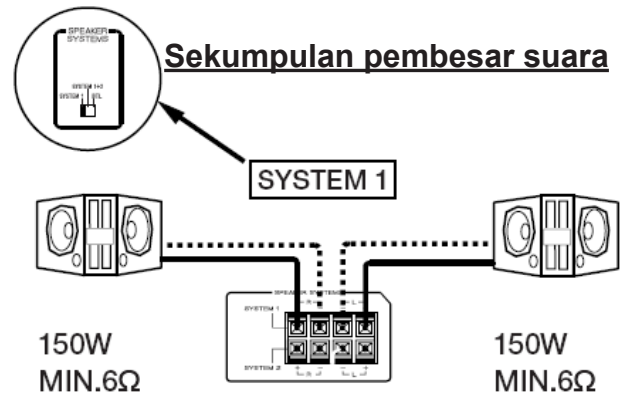 SPEAKER
SYSTEMS
SYSTEM 1+2
SYSTEM 1 BTL
Sekumpulan pembesar suara
SYSTEM 1
SPEAKER SYSTEMS
R L
SYSTEM 1
SYSTEM 2
+ R - - L +
150W
MIN.6Ω
150W
MIN.6Ω